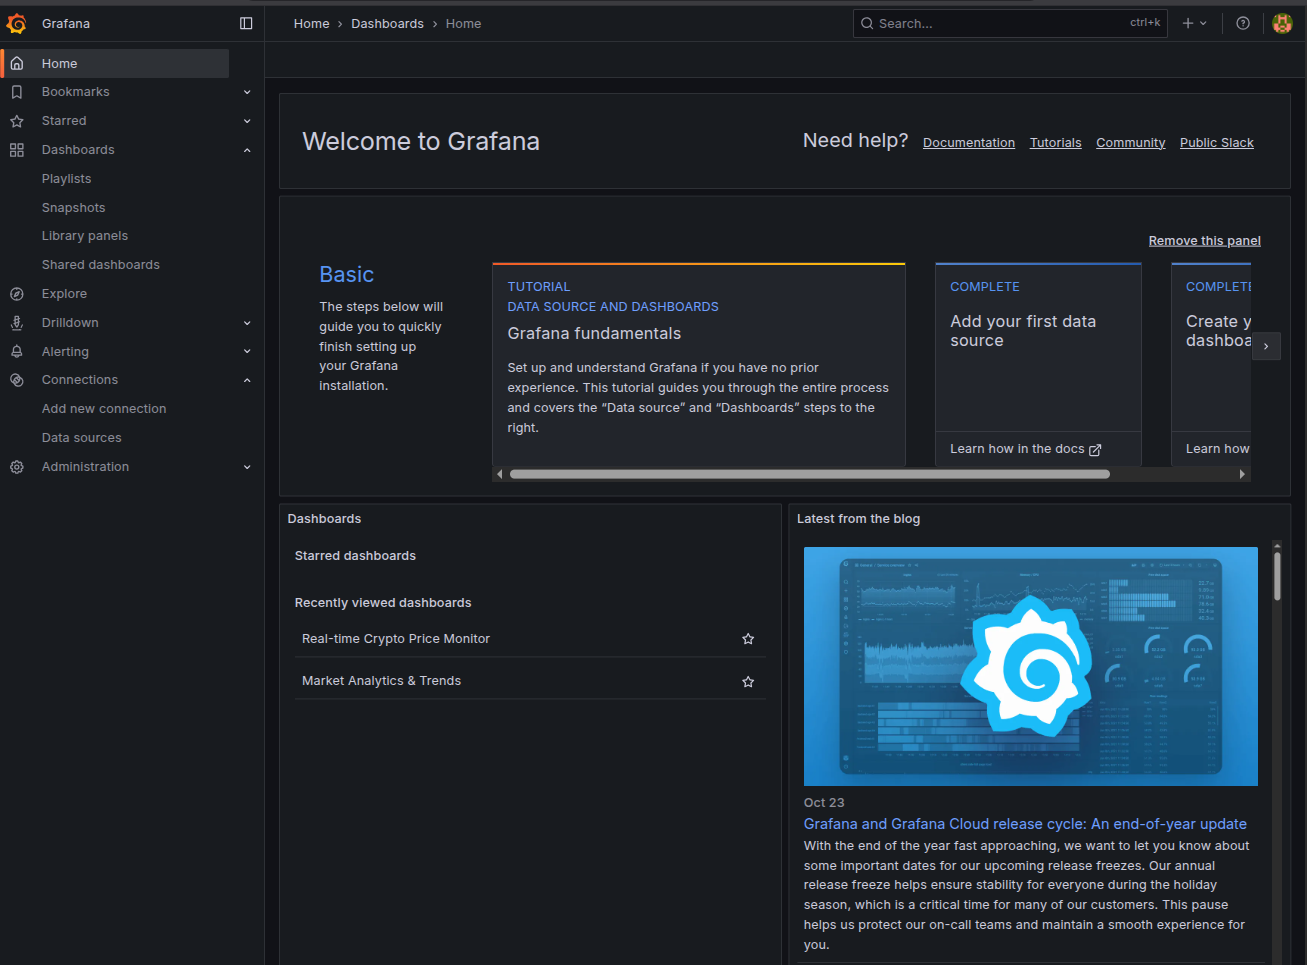 Grafana
Home › Dashboards › Home
Search... ctrl+k
Home
Bookmarks
Starred
Dashboards
Playlists
Snapshots
Library panels
Shared dashboards
Explore
Drilldown
Alerting
Connections
Add new connection
Data sources
Administration
Welcome to Grafana
Need help? Documentation Tutorials Community Public Slack
Remove this panel
Basic
The steps below will
guide you to quickly
finish setting up
your Grafana
installation.
TUTORIAL
DATA SOURCE AND DASHBOARDS
Grafana fundamentals
Set up and understand Grafana if you have no prior
experience. This tutorial guides you through the entire process
and covers the “Data source” and “Dashboards” steps to the
right.
COMPLETE
Add your first data
source
Learn how in the docs
COMPLETE
Create y
dashboa
Learn how
Dashboards
Starred dashboards
Recently viewed dashboards
Real-time Crypto Price Monitor
Market Analytics & Trends
Latest from the blog
Oct 23
Grafana and Grafana Cloud release cycle: An end-of-year update
With the end of the year fast approaching, we want to let you know about
some important dates for our upcoming release freezes. Our annual
release freeze helps ensure stability for everyone during the holiday
season, which is a critical time for many of our customers. This pause
helps us protect our on-call teams and maintain a smooth experience for
you.